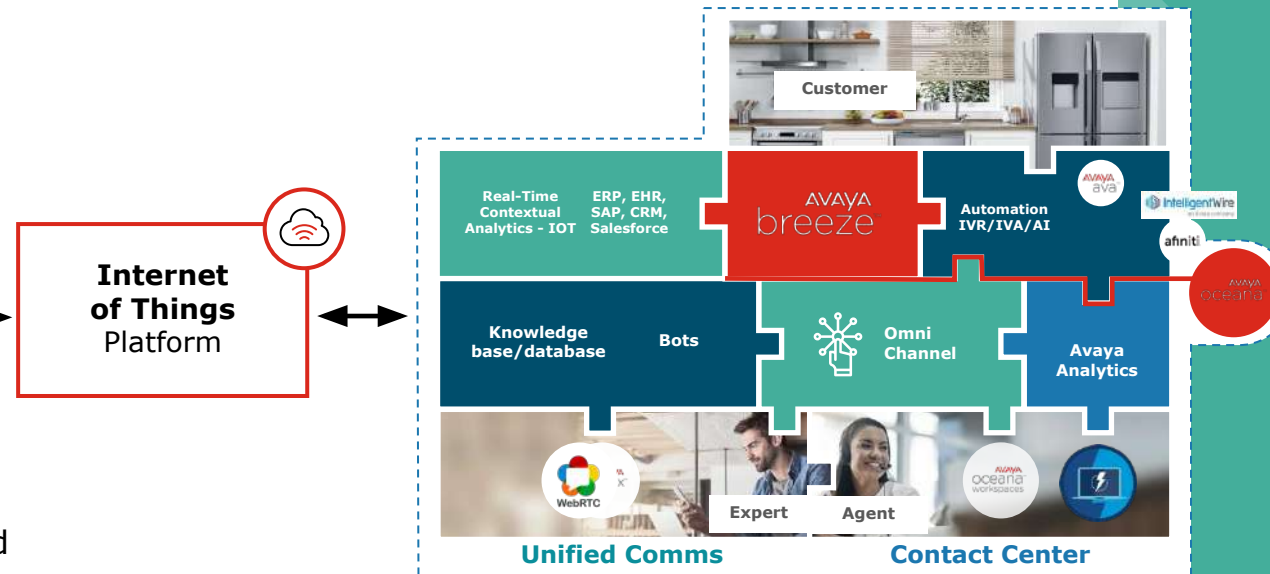 Customer
Real-Time
Contextual
Analytics - IOT
ERP, EHR,
SAP, CRM,
Salesforce
AVAYA
breeze
Automation
IVR/IVA/AI
AVAYA
ava
IntelligentWire
afiniti
AVAYA
oceana
Internet
of Things
Platform
Knowledge
base/database
Bots
Omni
Channel
Avaya
Analytics
WebRTC
AVAYA
oceana
workspaces
Expert
Agent
Unified Comms
Contact Center